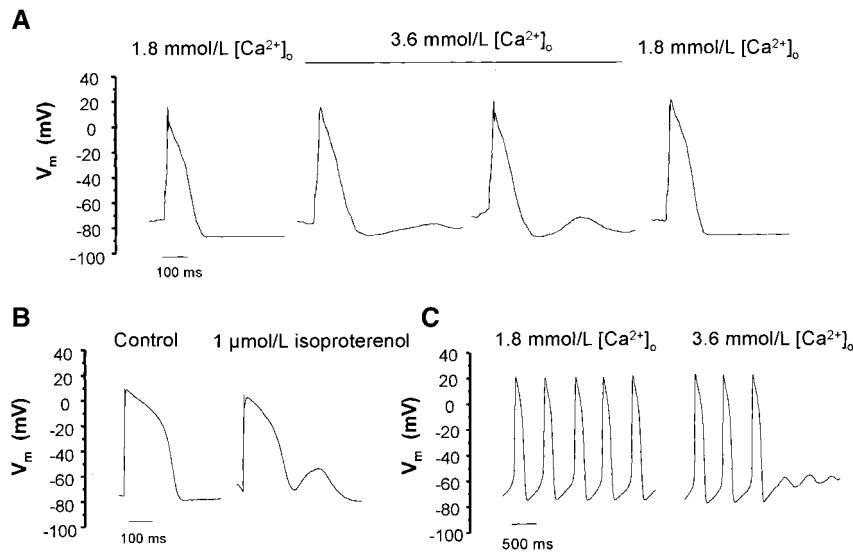 A
1.8 mmol/L [Ca²⁺]ₒ
3.6 mmol/L [Ca²⁺]ₒ
1.8 mmol/L [Ca²⁺]ₒ
Vₘ (mV)
40
20
0
-20
-40
-60
-80
-100
100 ms
B
Control
1 µmol/L isoproterenol
Vₘ (mV)
40
20
0
-20
-40
-60
-80
-100
100 ms
C
1.8 mmol/L [Ca²⁺]ₒ
3.6 mmol/L [Ca²⁺]ₒ
Vₘ (mV)
40
20
0
-20
-40
-60
-80
-100
500 ms